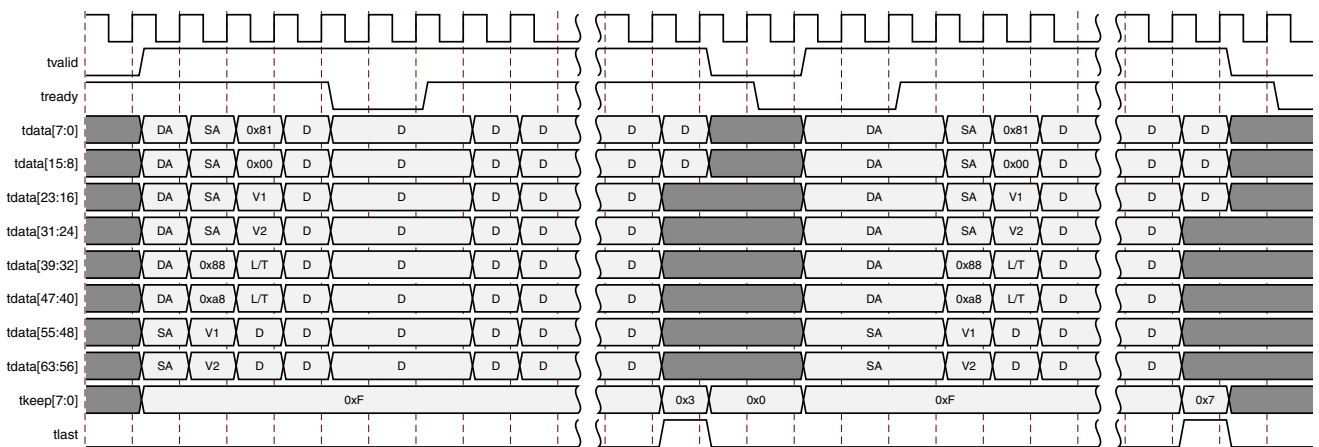 tvalid
tready
tdata[7:0] DA SA 0x81 D D D D D D DA SA 0x81 D D D
tdata[15:8] DA SA 0x00 D D D D D D DA SA 0x00 D D D
tdata[23:16] DA SA V1 D D D D D DA SA V1 D D D
tdata[31:24] DA SA V2 D D D D D DA SA V2 D D
tdata[39:32] DA 0x88 L/T D D D D D DA 0x88 L/T D D
tdata[47:40] DA 0xa8 L/T D D D D D DA 0xa8 L/T D D
tdata[55:48] SA V1 D D D D D D SA V1 D D D
tdata[63:56] SA V2 D D D D D D SA V2 D D D
tkeep[7:0] 0xF 0x3 0x0 0xF 0x7
tlast